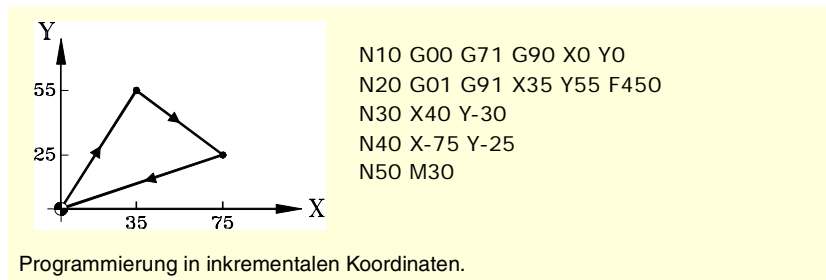 Y
55
25
35 75
X
N10 G00 G71 G90 X0 Y0
N20 G01 G91 X35 Y55 F450
N30 X40 Y-30
N40 X-75 Y-25
N50 M30
Programmierung in inkrementalen Koordinaten.